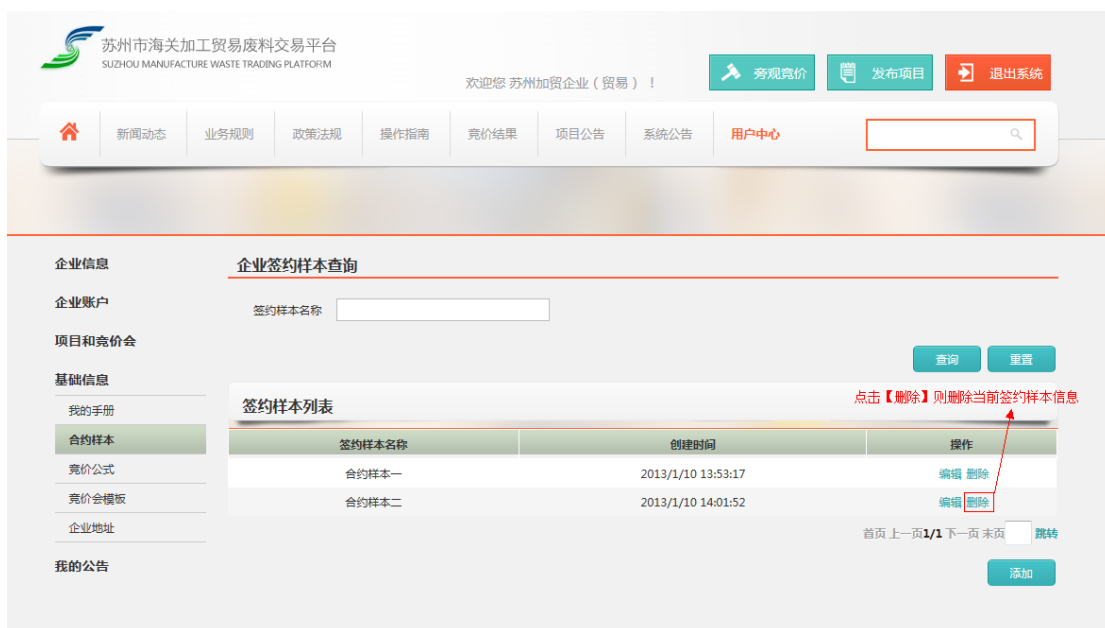 苏州市海关加工贸易废料交易平台
SUZHOU MANUFACTURE WASTE TRADING PLATFORM
欢迎您 苏州加贸企业（贸易）！
旁观竞价 发布项目 退出系统
新闻动态 业务规则 政策法规 操作指南 竞价结果 项目公告 系统公告 用户中心
企业信息
企业账户
项目和竞价会
基础信息
我的手册
合约样本
竞价公式
竞价会模板
企业地址
我的公告
企业签约样本查询
签约样本名称
查询 重置
点击【删除】则删除当前签约样本信息
签约样本列表
签约样本名称 创建时间 操作
合约样本一 2013/1/10 13:53:17 编辑 删除
合约样本二 2013/1/10 14:01:52 编辑 删除
首页 上一页1/1 下一页 末页 跳转
添加